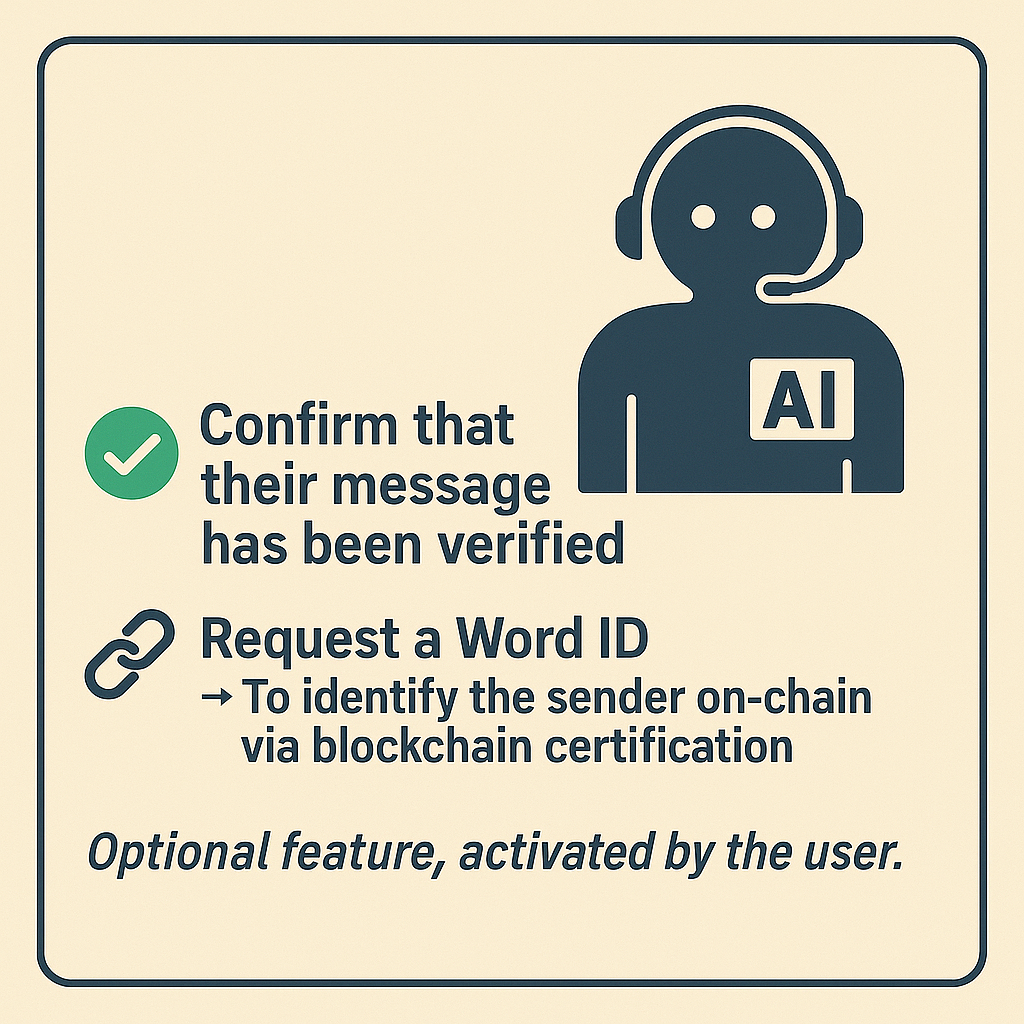 AI
Confirm that
their message
has been verified
Request a Word ID
→ To identify the sender on-chain
via blockchain certification
Optional feature, activated by the user.